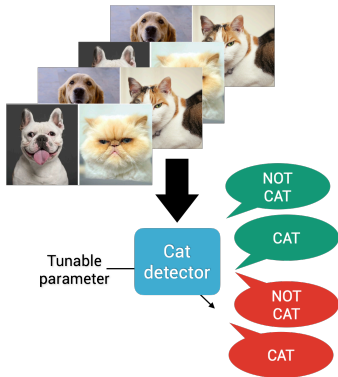 NOT
CAT
CAT
Cat
detector
Tunable
parameter
NOT
CAT
CAT